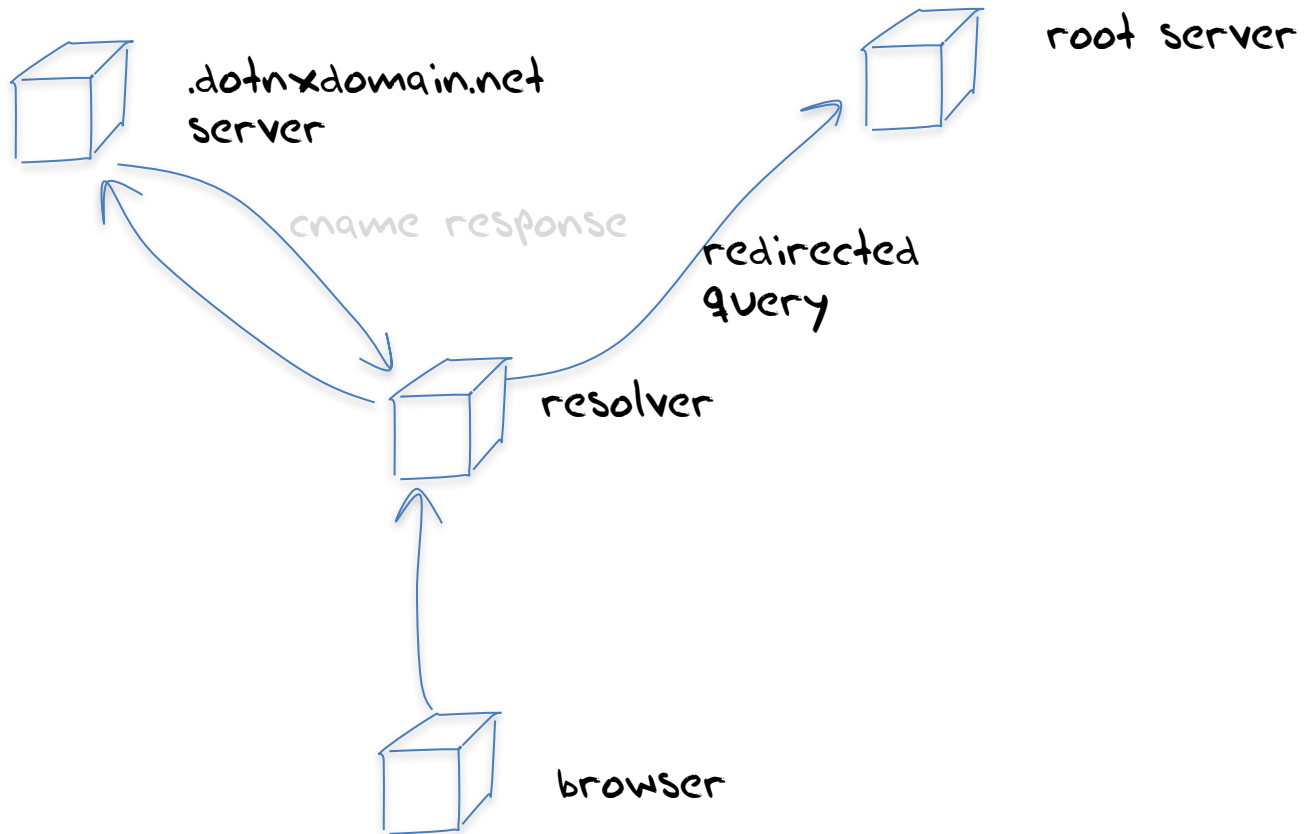 root server
.dotnxdomain.net
server
cname response
redirected
query
resolver
browser